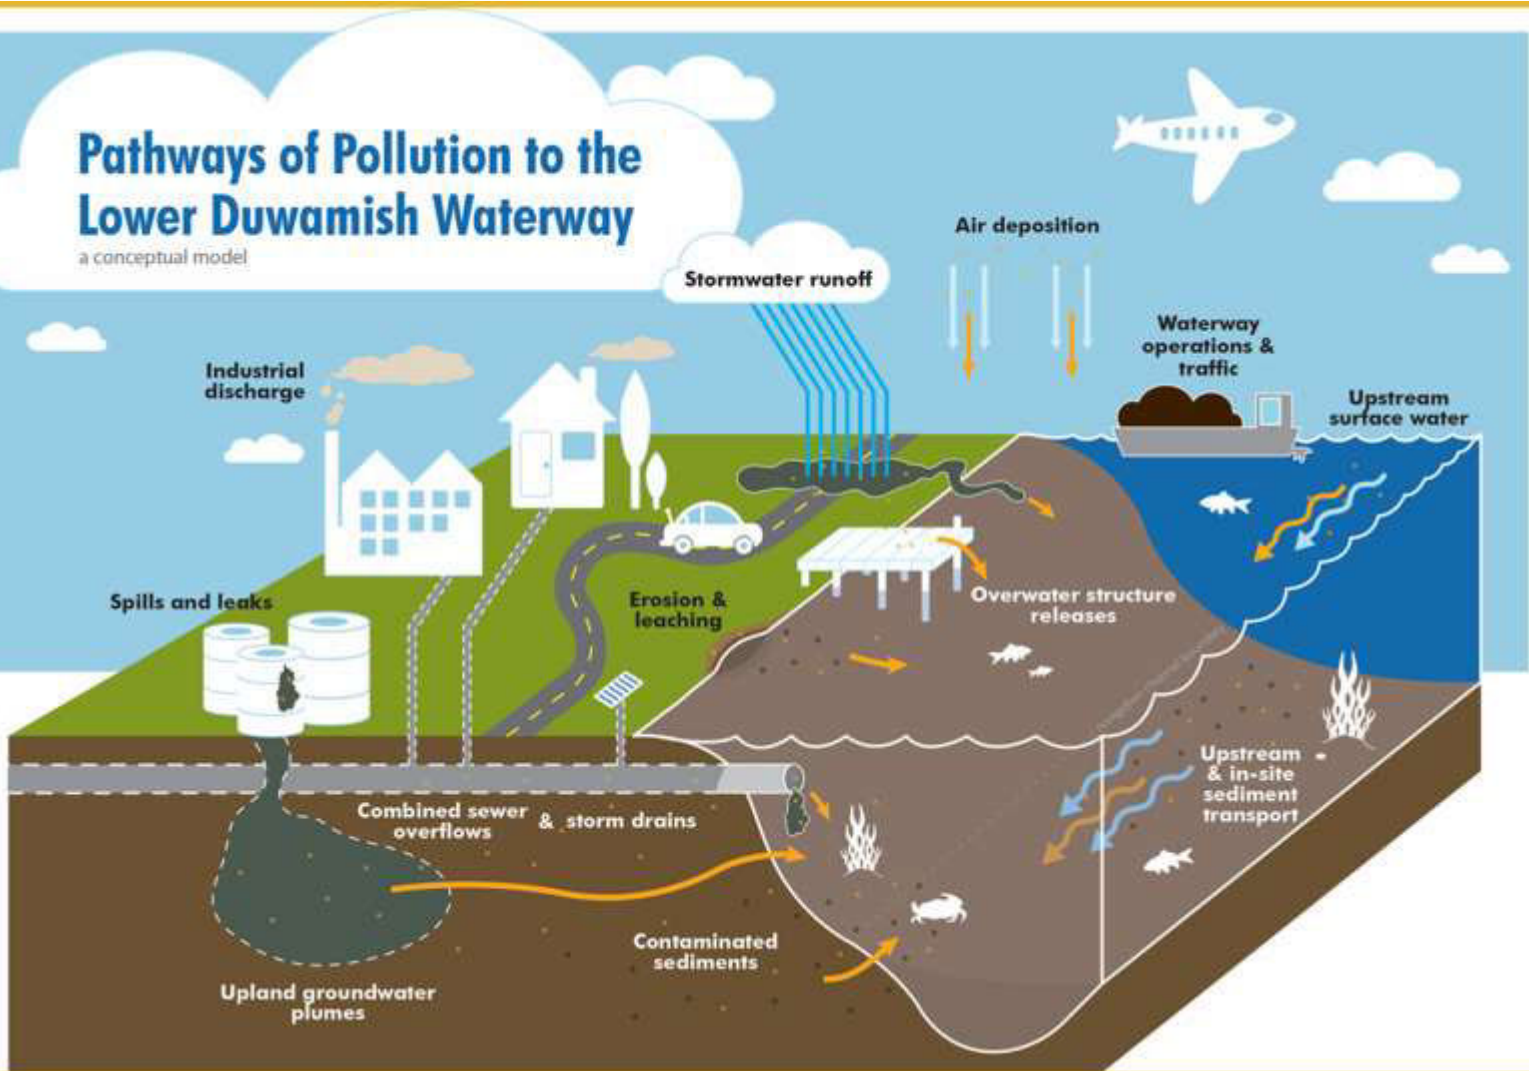 Pathways of Pollution to the
Lower Duwamish Waterway
a conceptual model
Air deposition
Stormwater runoff
Waterway
operations &
traffic
Industrial
discharge
Upstream
surface water
Spills and leaks
Erosion &
leaching
Overwater structure
releases
Upstream
& in-site
sediment
transport
Combined sewer
overflows
& storm drains
Contaminated
sediments
Upland groundwater
plumes